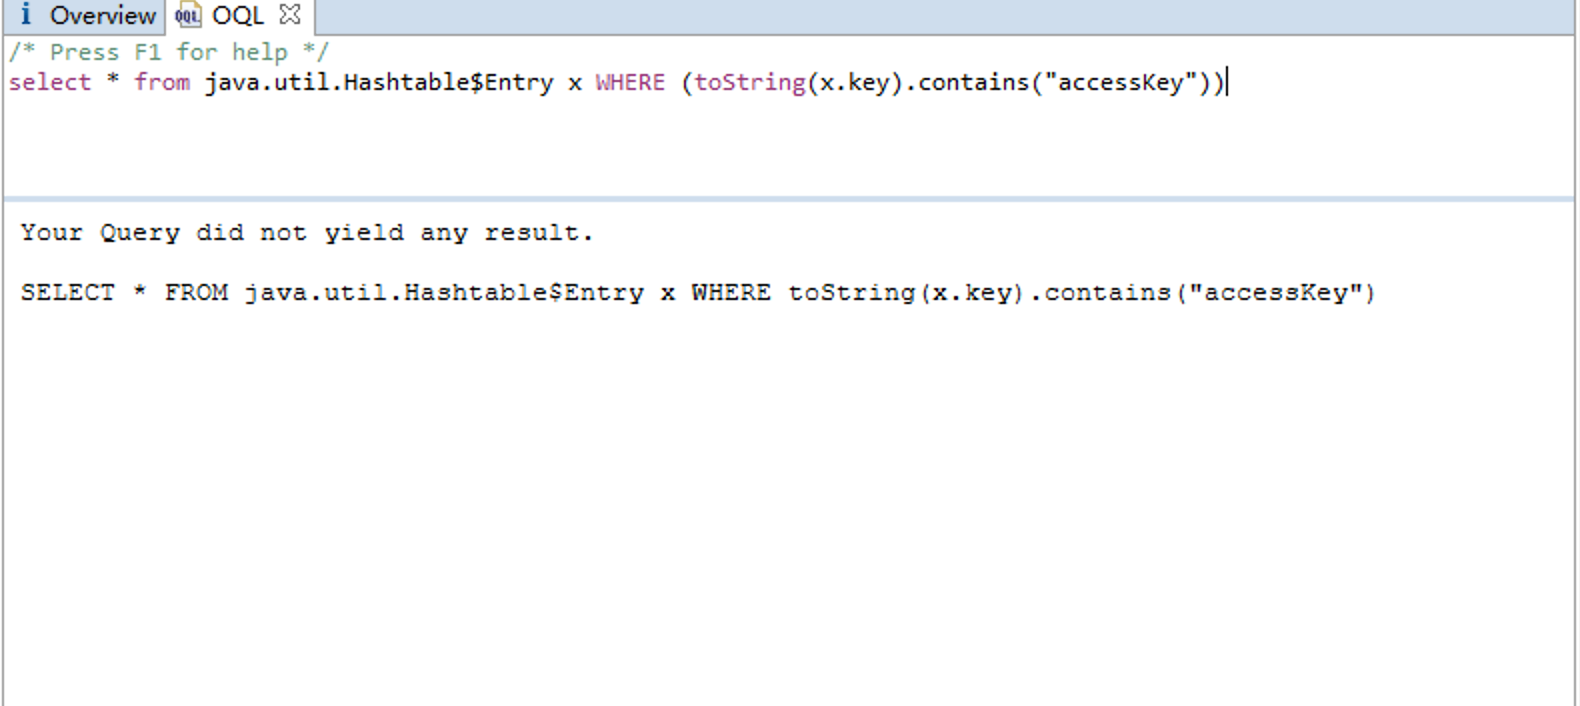 i Overview OQL OQL
/* Press F1 for help */
select * from java.util.Hashtable$Entry x WHERE (toString(x.key).contains("accessKey"))
Your Query did not yield any result.
SELECT * FROM java.util.Hashtable$Entry x WHERE toString(x.key).contains("accessKey")